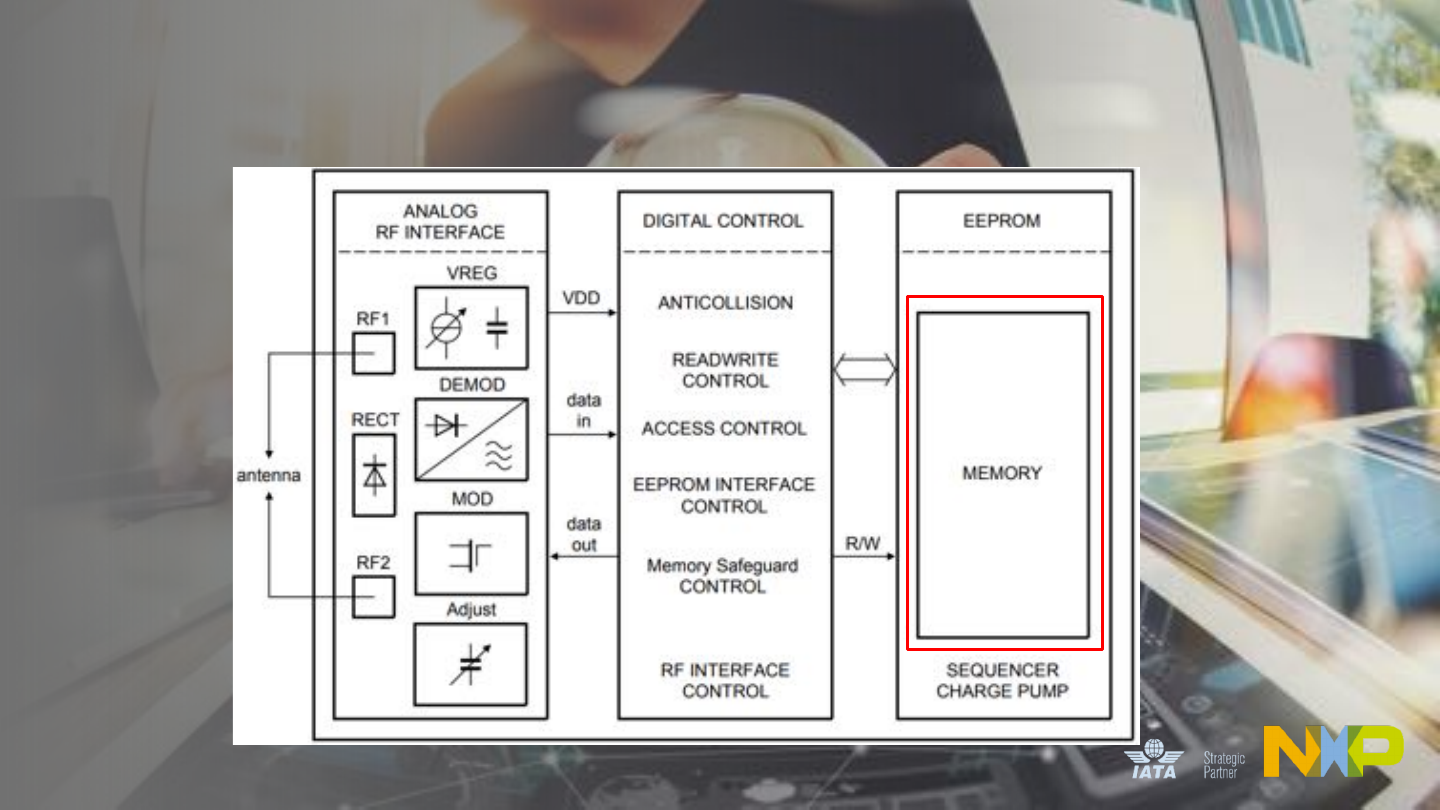 ANALOG
RF INTERFACE
VREG
RF1
DEMOD
RECT
antenna
MOD
RF2
Adjust
VDD
data
in
data
out
DIGITAL CONTROL
ANTICOLLISION
READWRITE
CONTROL
ACCESS CONTROL
EEPROM INTERFACE
CONTROL
Memory Safeguard
CONTROL
RF INTERFACE
CONTROL
R/W
EEPROM
MEMORY
SEQUENCER
CHARGE PUMP
IATA
Strategic
Partner
NXP